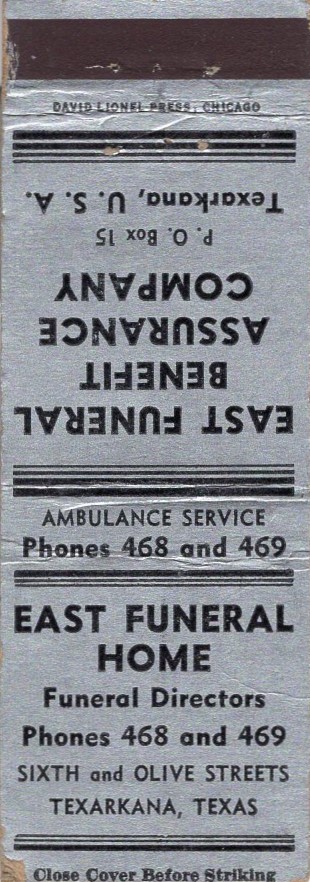 DAVID LIONEL PRESS, CHICAGO
EAST FUNERAL
BENEFIT
ASSURANCE
COMPANY
P. O. Box 15
Texarkana, U. S. A.
AMBULANCE SERVICE
Phones 468 and 469
EAST FUNERAL
HOME
Funeral Directors
Phones 468 and 469
SIXTH and OLIVE STREETS
TEXARKANA, TEXAS
Close Cover Before Striking